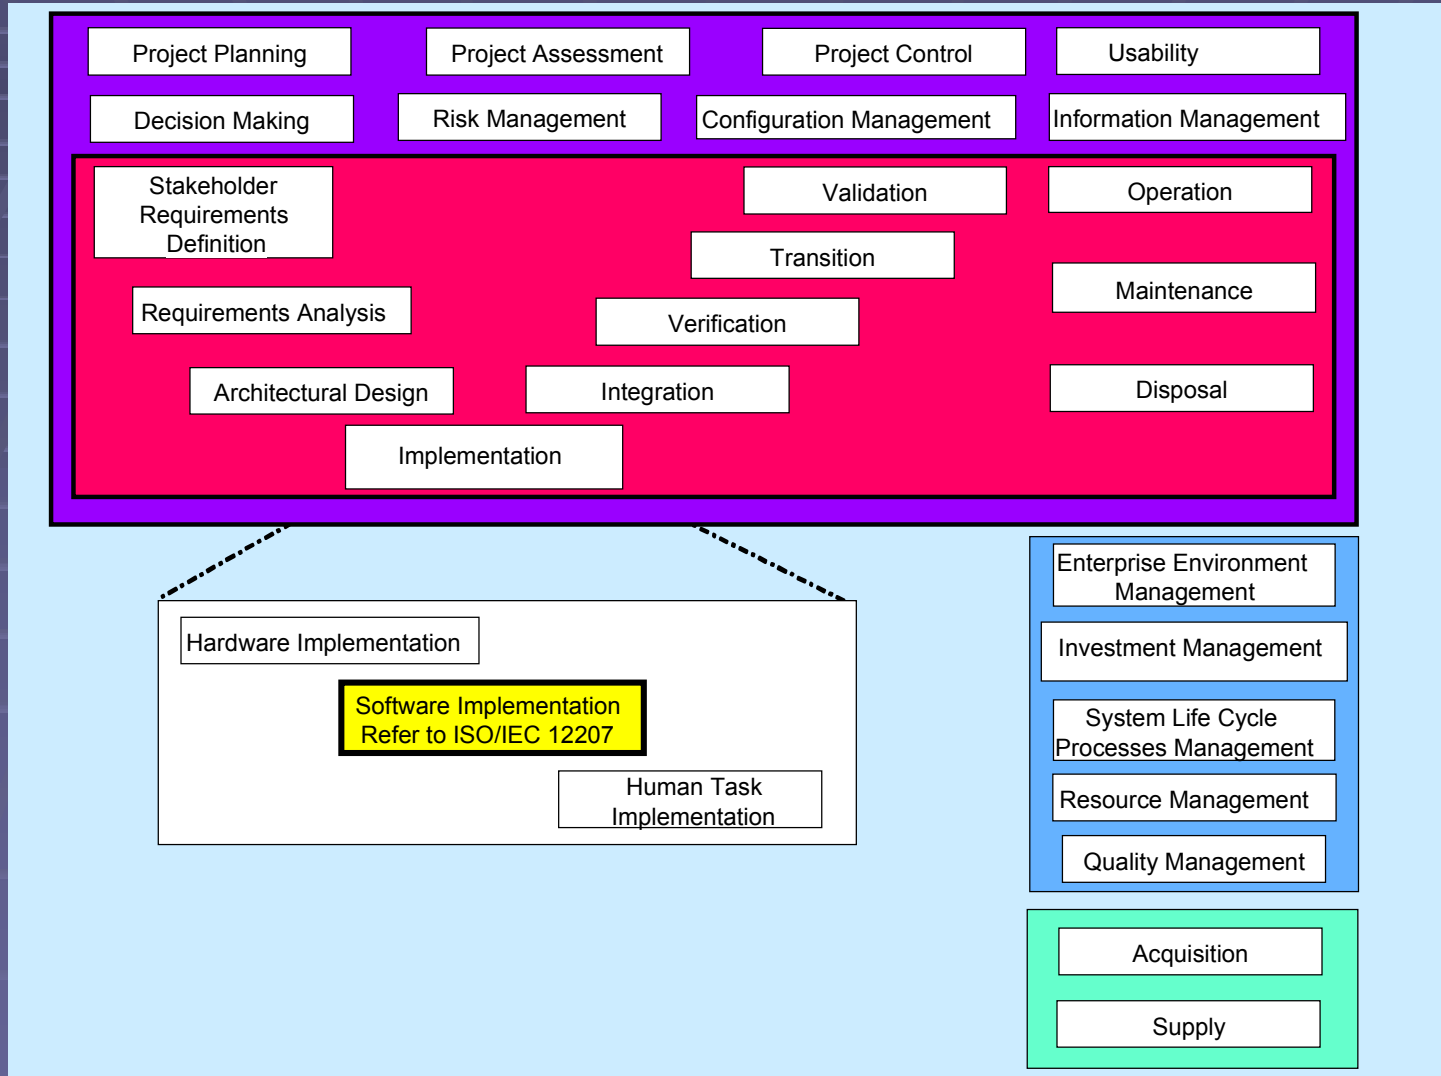 Project Planning
Project Assessment
Project Control
Usability
Decision Making
Risk Management
Configuration Management
Information Management
Stakeholder
Requirements
Definition
Validation
Operation
Transition
Requirements Analysis
Verification
Maintenance
Architectural Design
Integration
Disposal
Implementation
Hardware Implementation
Software Implementation
Refer to ISO/IEC 12207
Human Task
Implementation
Enterprise Environment
Management
Investment Management
System Life Cycle
Processes Management
Resource Management
Quality Management
Acquisition
Supply